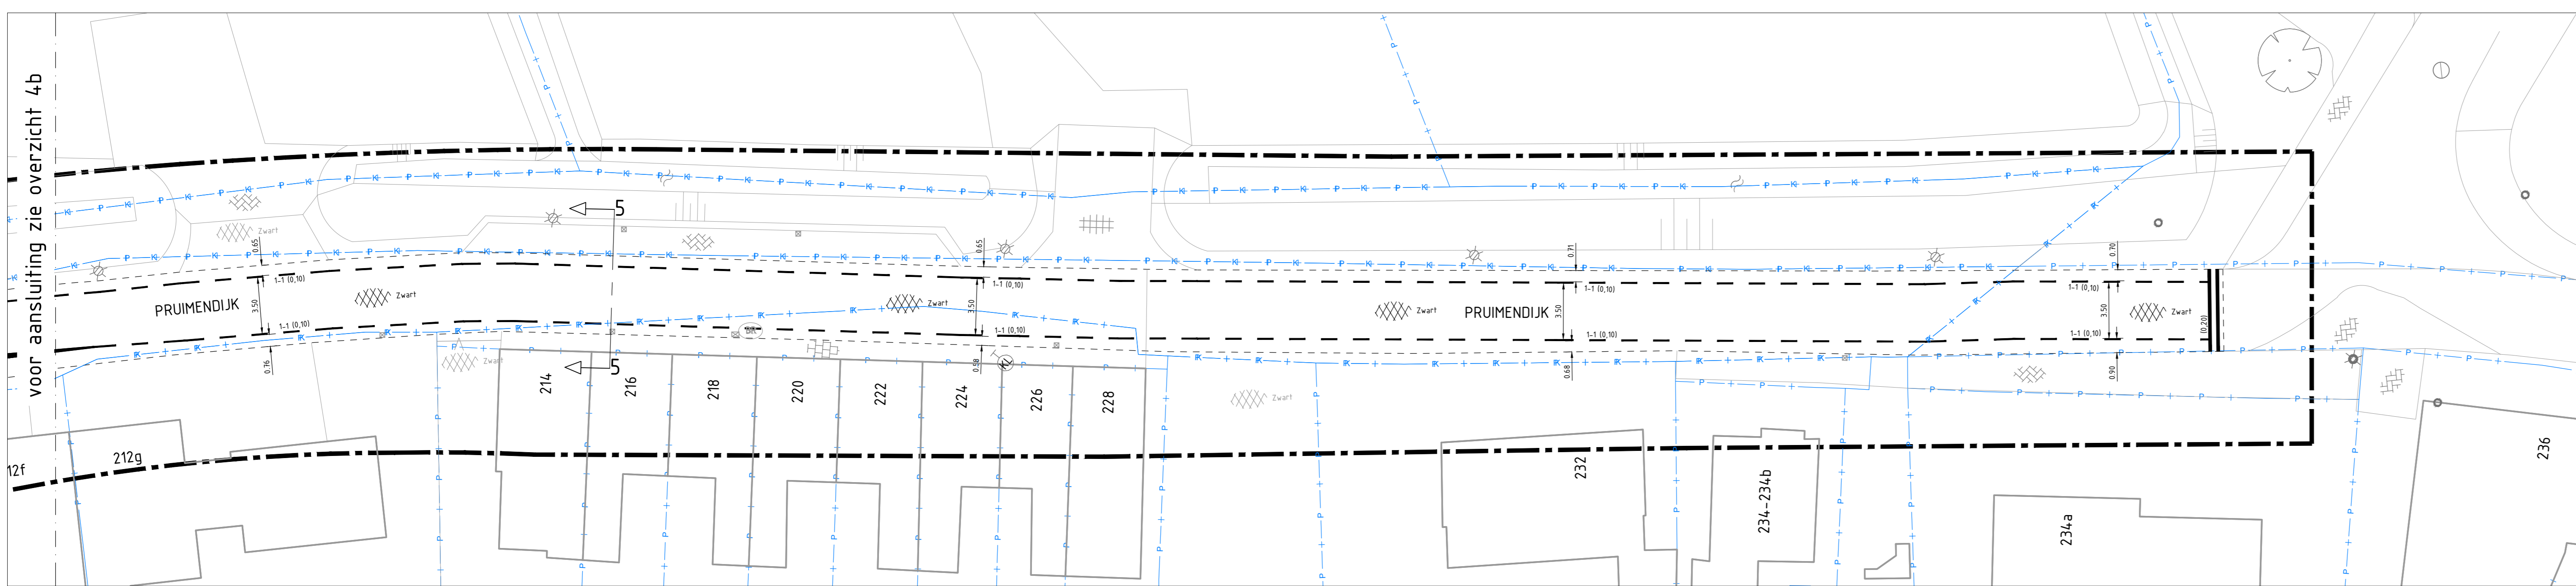 voor aansluiting zie overzicht 4b
PRUIMENDIJK
PRUIMENDIJK
Zwart
Zwart
Zwart
Zwart
Zwart
Zwart
Zwart
5
5
0.65
3.50
0.76
1-1 (0,10)
1-1 (0,10)
0.65
3.50
0.58
1-1 (0,10)
1-1 (0,10)
0.71
3.50
0.68
1-1 (0,10)
1-1 (0,10)
0.70
3.50
0.90
1-1 (0,10)
1-1 (0,10)
(0,20)
12f
212g
214
216
218
220
222
224
226
228
232
234-234b
234a
236